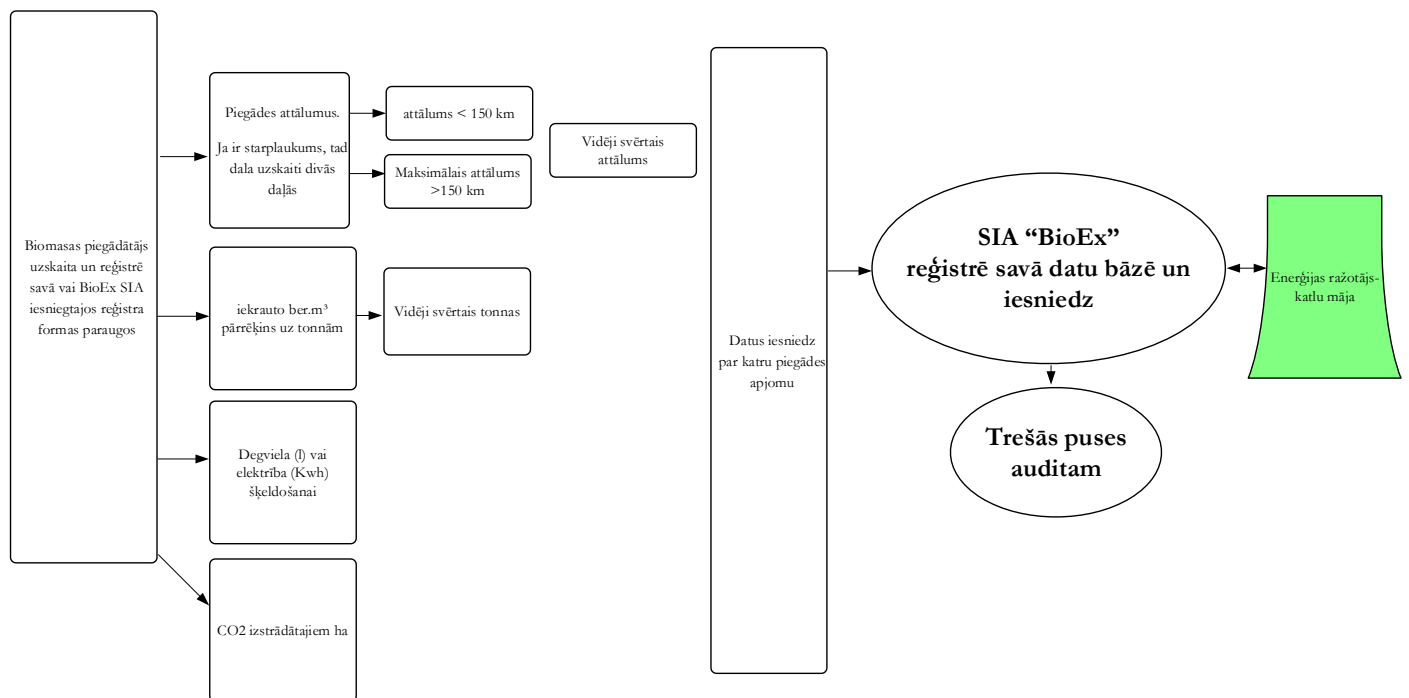 Biomasas piegādātājs
uzskaita un reģistrē
savā vai BioEx SIA
iesniegtajos reģistra
formas paraugos
Piegādes attālumus.
Ja ir starplaukums, tad
dala uzskaiti divās
daļās
attālums < 150 km
Maksimālais attālums
>150 km
Vidēji svērtais
attālums
iekrauto ber.m³
pārrēķins uz tonnām
Vidēji svērtais tonnas
Degviela (l) vai
elektrība (Kwh)
šķeldošanai
CO2 izstrādātajiem ha
Datus iesniedz
par katru piegādes
apjomu
SIA “BioEx”
reģistrē savā datu bāzē un
iesniedz
Trešās puses
auditam
Enerģijas ražotājs-
katlu māja